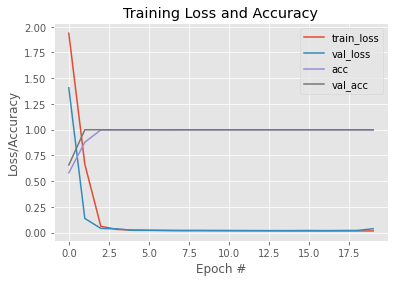 Training Loss and Accuracy
2.00
1.75
1.50
1.25
1.00
0.75
0.50
0.25
0.00
Loss/Accuracy
train_loss
val_loss
acc
val_acc
0.0 2.5 5.0 7.5 10.0 12.5 15.0 17.5
Epoch #